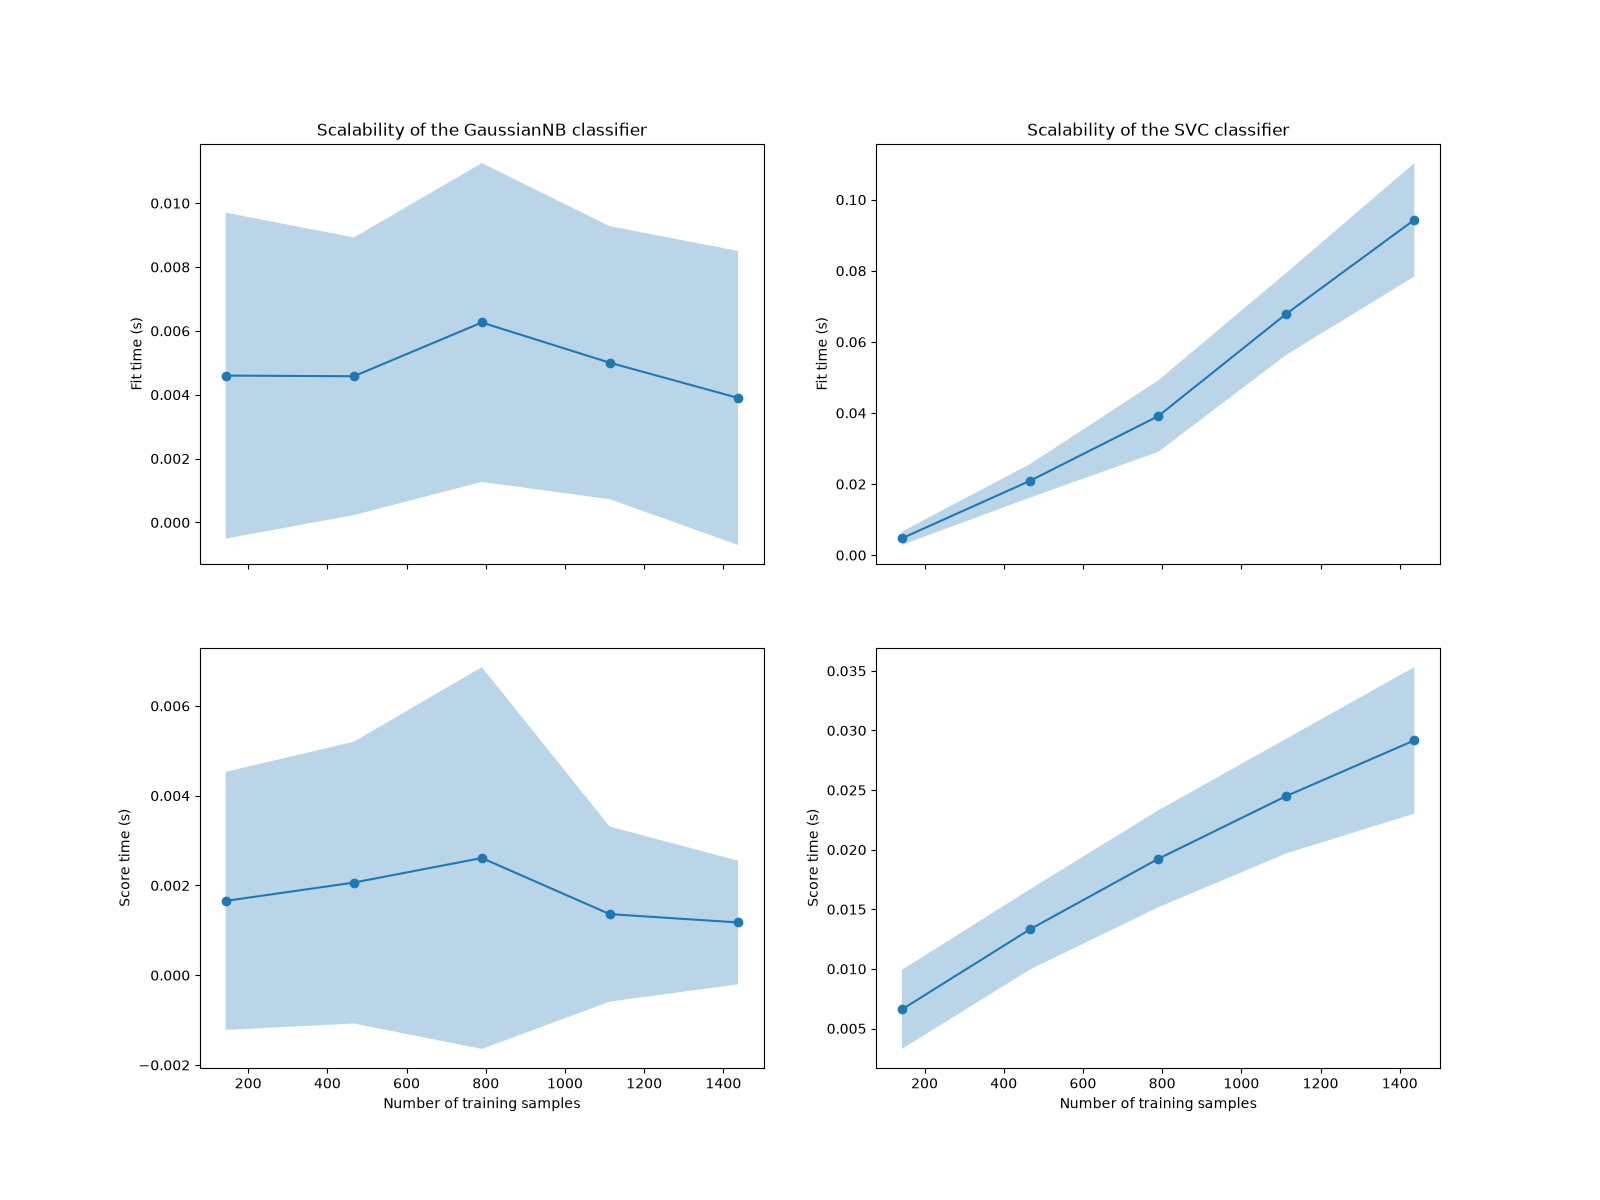 Scalability of the GaussianNB classifier
Fit time (s)
0.010
0.008
0.006
0.004
0.002
0.000
Scalability of the SVC classifier
Fit time (s)
0.10
0.08
0.06
0.04
0.02
0.00
Score time (s)
0.006
0.004
0.002
0.000
−0.002
200 400 600 800 1000 1200 1400
Number of training samples
Score time (s)
0.035
0.030
0.025
0.020
0.015
0.010
0.005
200 400 600 800 1000 1200 1400
Number of training samples